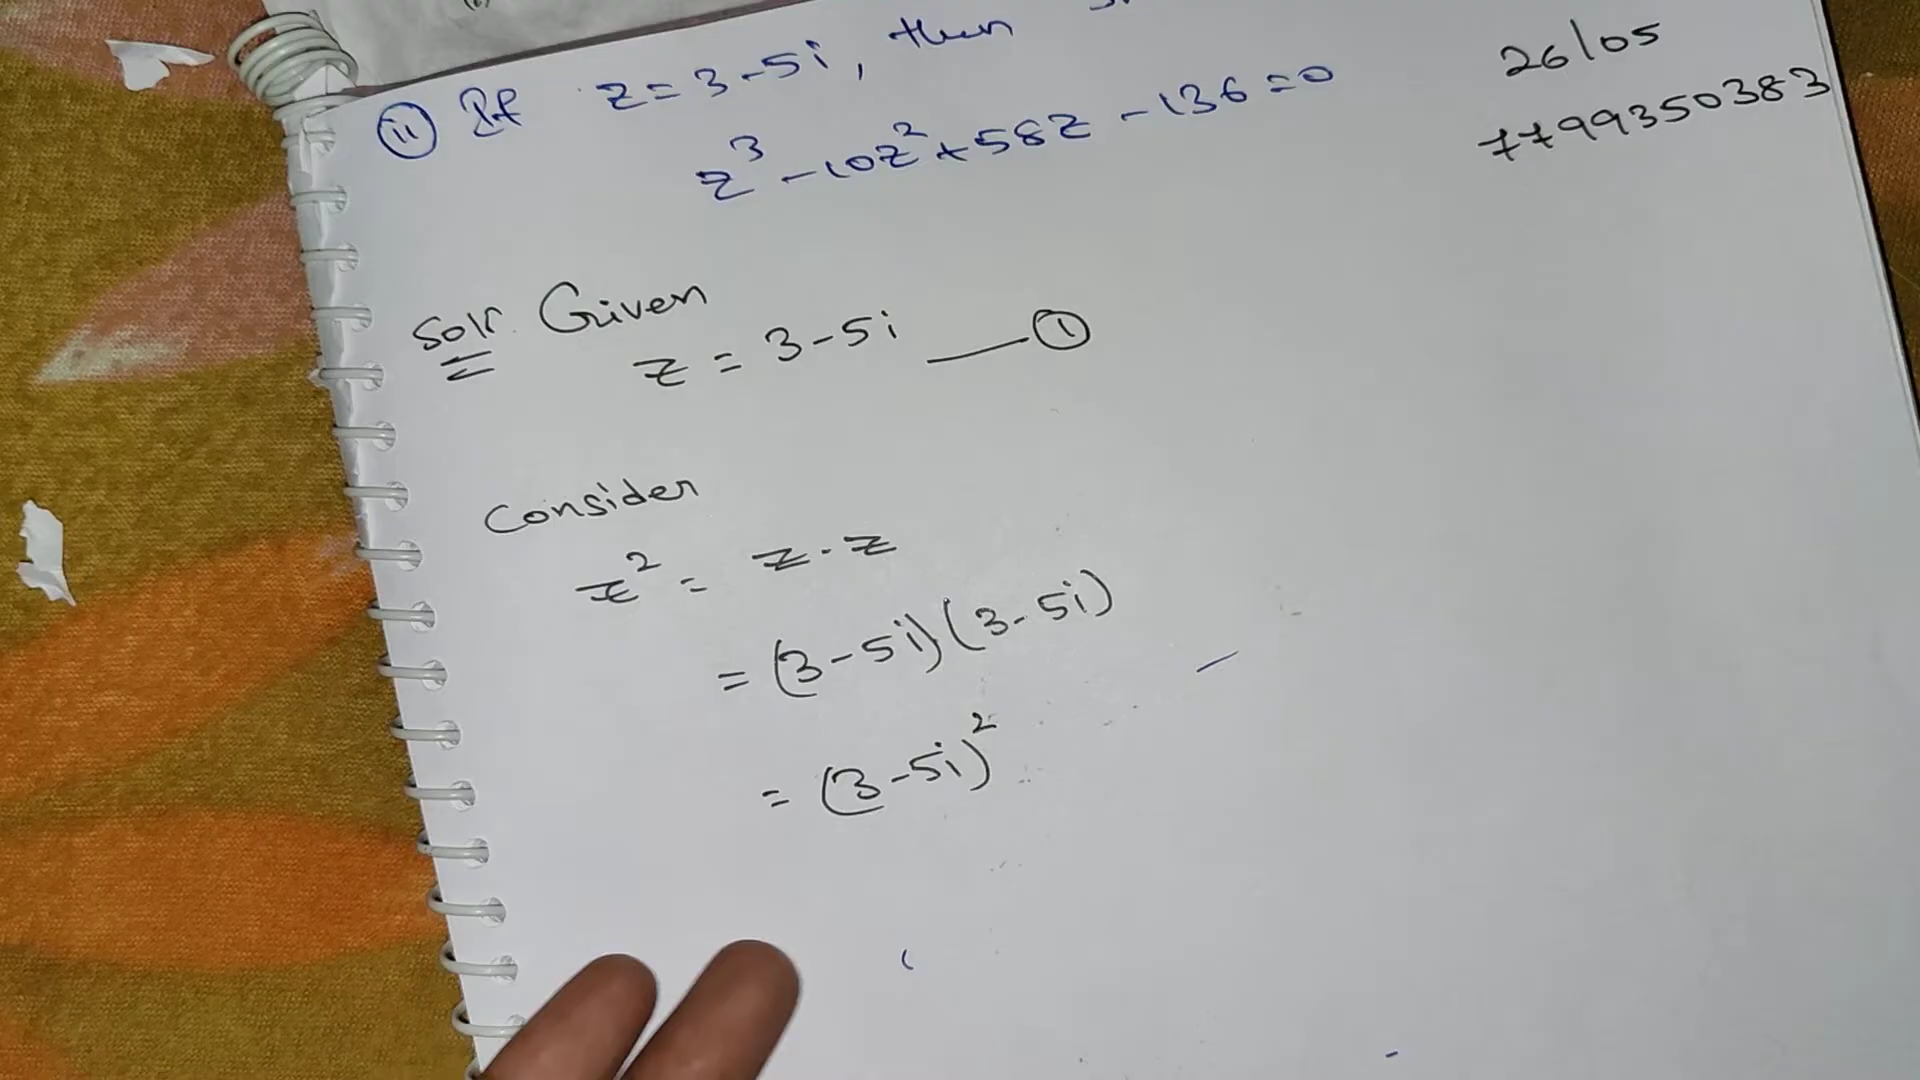 (ii) If z = 3-5i, then
z³ - 10z² + 58z - 136 = 0
26/05
7799350383
Soln. Given
z = 3-5i — ①
Consider
z² = z·z
= (3-5i)(3-5i)
= (3-5i)²